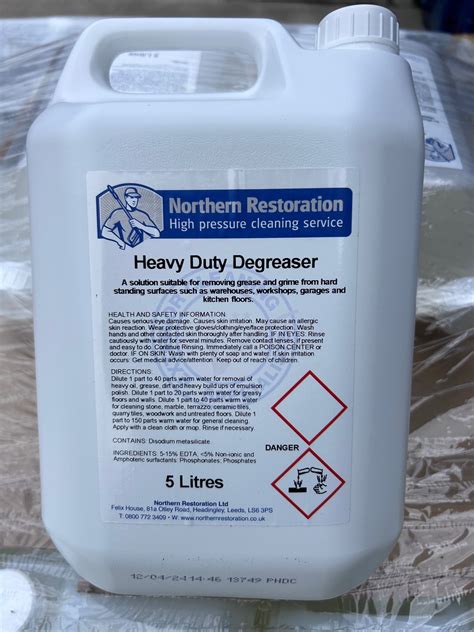 Northern Restoration
High pressure cleaning service
Heavy Duty Degreaser
A solution suitable for removing grease and grime from hard
standing surfaces such as warehouses, workshops, garages and
kitchen floors.
HEALTH AND SAFETY INFORMATION
Causes serious eye damage. Causes skin irritation. May cause an allergic
skin reaction. Wear protective gloves/clothing/eye/face protection. Wash
hands and other contacted skin thoroughly after handling. IF IN EYES: Rinse
cautiously with water for several minutes. Remove contact lenses, if present
and easy to do. Continue Rinsing. Immediately call a POISON CENTER or
doctor. IF ON SKIN: Wash with plenty of soap and water. If skin irritation
occurs: Get medical advice/attention. Keep out of reach of children.
DIRECTIONS:
Dilute 1 part to 40 parts warm water for removal of
heavy oil, grease, dirt and heavy build ups of emulsion
polish. Dilute 1 part to 20 parts warm water for greasy
floors and walls. Dilute 1 part to 40 parts warm water
for cleaning stone, marble, terrazzo, ceramic tiles,
quarry tiles, woodwork and untreated floors. Dilute 1
part to 150 parts warm water for general cleaning.
Apply with a clean cloth or mop. Rinse if necessary.
CONTAINS: Disodium metasilicate.
INGREDIENTS: 5-15% EDTA; <5% Non-ionic and
Amphoteric surfactants: Phosphonates; Phosphates
DANGER
5 Litres
Northern Restoration Ltd
Felix House, 81a Otley Road, Headingley, Leeds, LS6 3PS
T: 0800 772 3409 • W: www.northernrestoration.co.uk
12/04/24 14:46 13749 PHDC